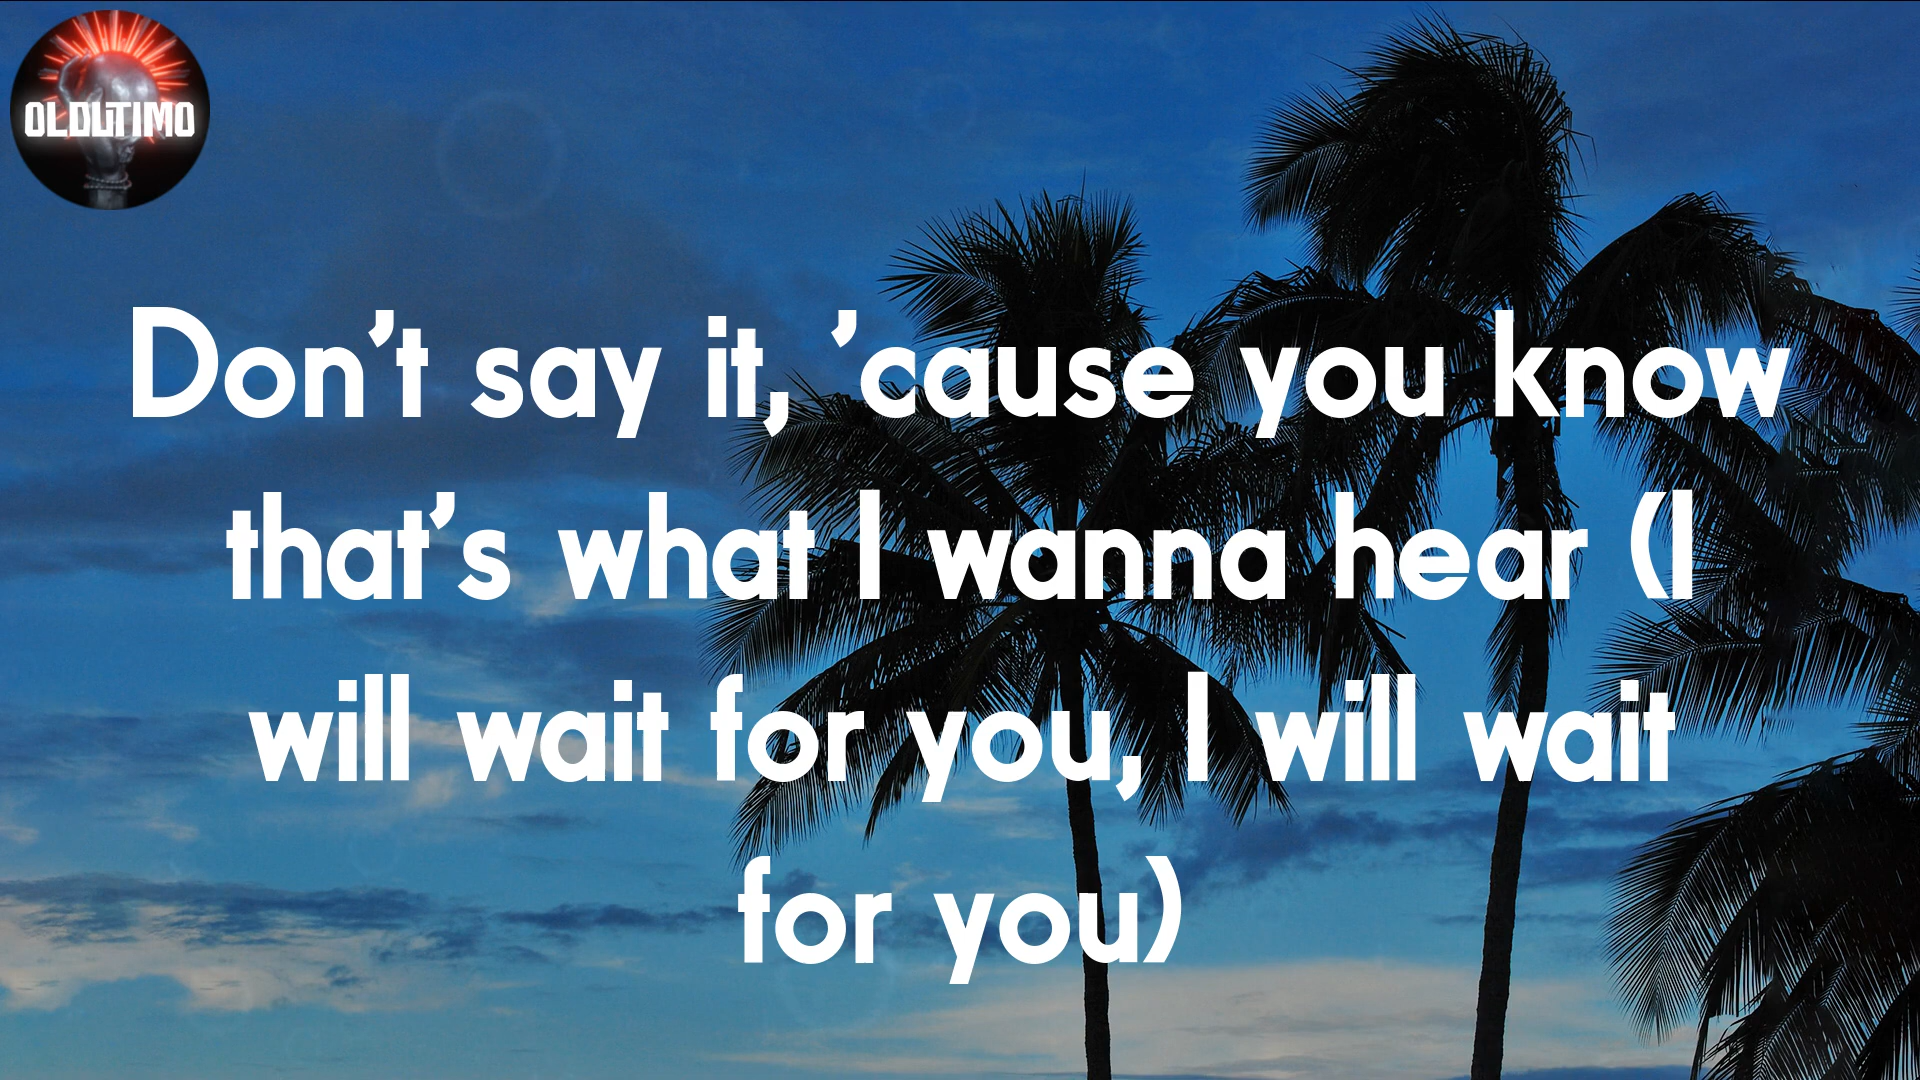 OLDUTIMO
Don't say it, 'cause you know
that's what I wanna hear (I
will wait for you, I will wait
for you)